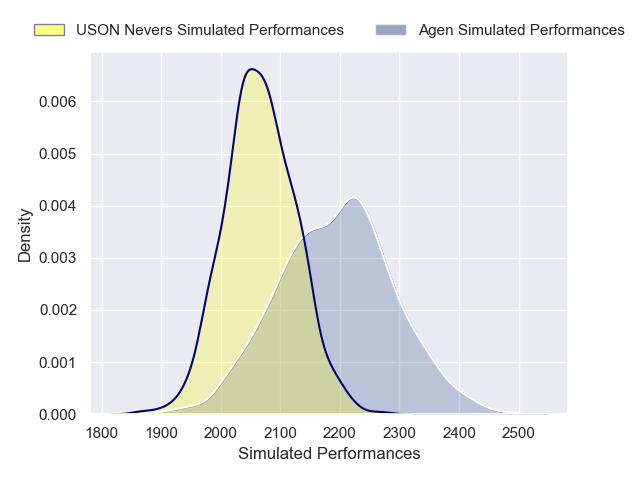 USON Nevers Simulated Performances
Agen Simulated Performances
0.006
0.005
0.004
0.003
0.002
0.001
0.000
Density
1800 1900 2000 2100 2200 2300 2400 2500
Simulated Performances